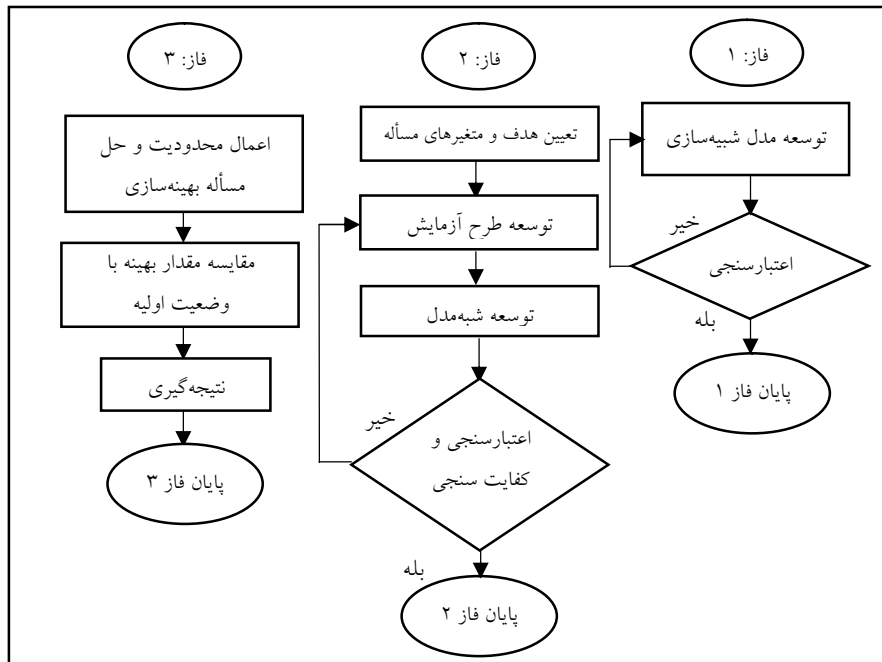 فاز: ۱
توسعه مدل شبیه‌سازی
خیر
اعتبارسنجی
بله
پایان فاز ۱
فاز: ۲
تعیین هدف و متغیرهای مسأله
توسعه طرح آزمایش
توسعه شبه‌مدل
خیر
اعتبارسنجی و
کفایت سنجی
بله
پایان فاز ۲
فاز: ۳
اعمال محدودیت و حل
مسأله بهینه‌سازی
مقایسه مقدار بهینه با
وضعیت اولیه
نتیجه‌گیری
پایان فاز ۳